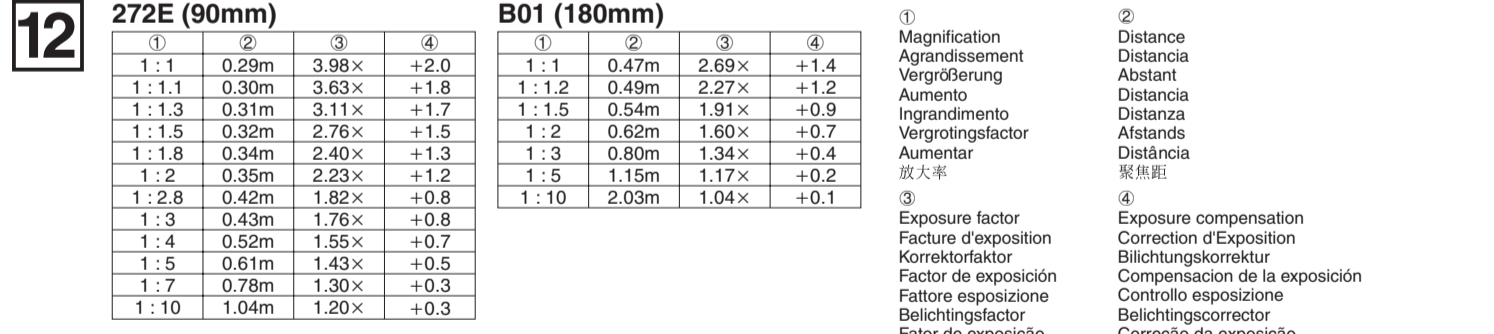 12
272E (90mm)
① ② ③ ④
1 : 1 0.29m 3.98× +2.0
1 : 1.1 0.30m 3.63× +1.8
1 : 1.3 0.31m 3.11× +1.7
1 : 1.5 0.32m 2.76× +1.5
1 : 1.8 0.34m 2.40× +1.3
1 : 2 0.35m 2.23× +1.2
1 : 2.8 0.42m 1.82× +0.8
1 : 3 0.43m 1.76× +0.8
1 : 4 0.52m 1.55× +0.7
1 : 5 0.61m 1.43× +0.5
1 : 7 0.78m 1.30× +0.3
1 : 10 1.04m 1.20× +0.3
B01 (180mm)
① ② ③ ④
1 : 1 0.47m 2.69× +1.4
1 : 1.2 0.49m 2.27× +1.2
1 : 1.5 0.54m 1.91× +0.9
1 : 2 0.62m 1.60× +0.7
1 : 3 0.80m 1.34× +0.4
1 : 5 1.15m 1.17× +0.2
1 : 10 2.03m 1.04× +0.1
①
Magnification
Agrandissement
Vergrößerung
Aumento
Ingrandimento
Vergrotingsfactor
Aumentar
放大率
②
Distance
Distancia
Abstant
Distancia
Distanza
Afstands
Distância
聚焦距
③
Exposure factor
Facture d'exposition
Korrektorfaktor
Factor de exposición
Fattore esposizione
Belichtingsfactor
Fator de exposição
④
Exposure compensation
Correction d'Exposition
Bilichtungskorrektur
Compensacion de la exposición
Controllo esposizione
Belichtingscorrector
Correção da exposição